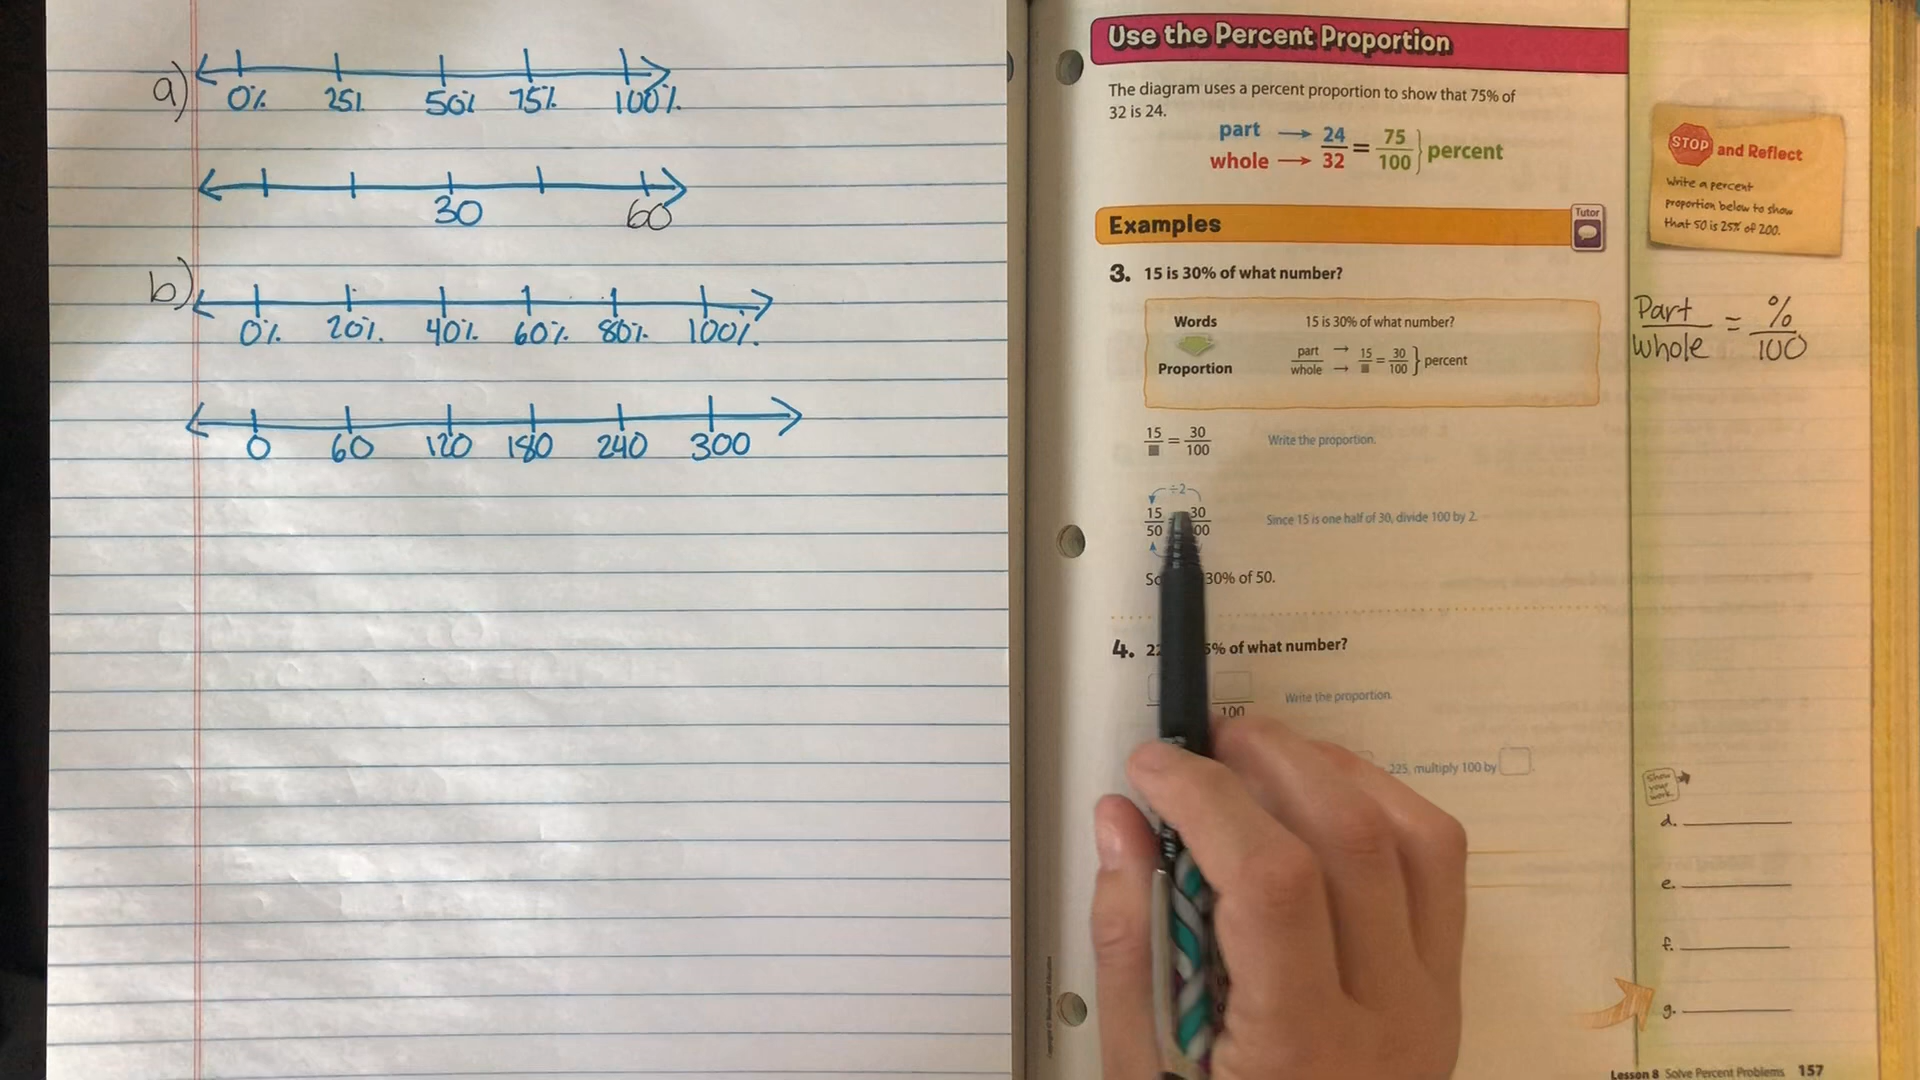 a)
0% 25% 50% 75% 100%
30 60
b)
0% 20% 40% 60% 80% 100%
0 60 120 180 240 300
Use the Percent Proportion
The diagram uses a percent proportion to show that 75% of
32 is 24.
part → 24 = 75 } percent
whole → 32 100
Examples
Tutor
3. 15 is 30% of what number?
Words 15 is 30% of what number?
Proportion part → 15 = 30 } percent
whole → ■ 100
15 = 30 Write the proportion.
■ 100
÷2
15 30 Since 15 is one half of 30, divide 100 by 2.
50 00
30% of 50.
4. % of what number?
Write the proportion.
100
225, multiply 100 by
STOP and Reflect
Write a percent
proportion below to show
that 50 is 25% of 200.
Part = %
Whole 100
Show
your
work.
d.
e.
f.
g.
Lesson 8 Solve Percent Problems 157